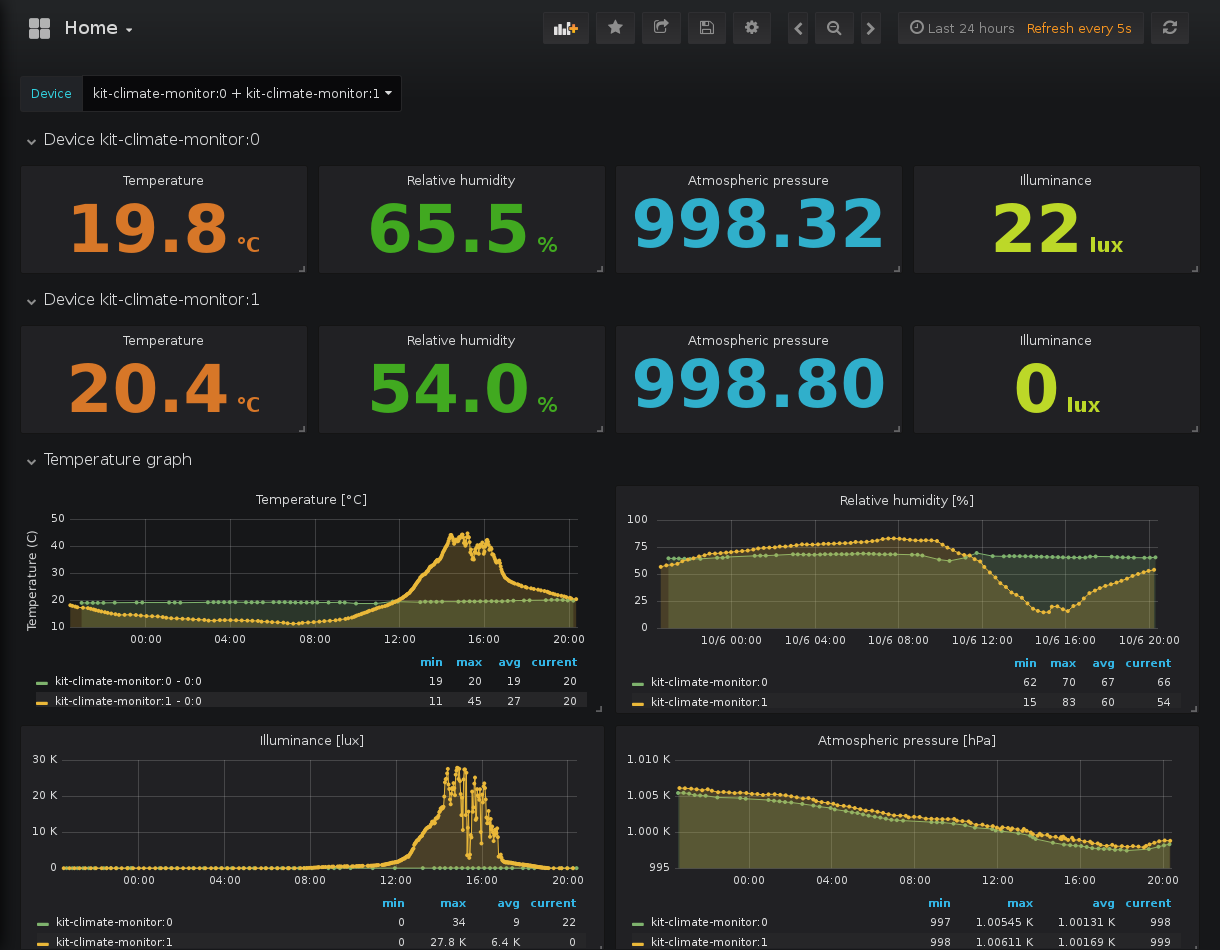 Home
Last 24 hours Refresh every 5s
Device kit-climate-monitor:0 + kit-climate-monitor:1
Device kit-climate-monitor:0
Temperature Relative humidity Atmospheric pressure Illuminance
19.8 °C 65.5 % 998.32 22 lux
Device kit-climate-monitor:1
Temperature Relative humidity Atmospheric pressure Illuminance
20.4 °C 54.0 % 998.80 0 lux
Temperature graph
Temperature [°C]
Temperature (C)
50
40
30
20
10
00:00 04:00 08:00 12:00 16:00 20:00
min max avg current
kit-climate-monitor:0 - 0:0 19 20 19 20
kit-climate-monitor:1 - 0:0 11 45 27 20
Relative humidity [%]
100
75
50
25
0
10/6 00:00 10/6 04:00 10/6 08:00 10/6 12:00 10/6 16:00 10/6 20:00
min max avg current
kit-climate-monitor:0 62 70 67 66
kit-climate-monitor:1 15 83 60 54
Illuminance [lux]
30 K
20 K
10 K
0
00:00 04:00 08:00 12:00 16:00 20:00
min max avg current
kit-climate-monitor:0 0 34 9 22
kit-climate-monitor:1 0 27.8 K 6.4 K 0
Atmospheric pressure [hPa]
1.010 K
1.005 K
1.000 K
995
00:00 04:00 08:00 12:00 16:00 20:00
min max avg current
kit-climate-monitor:0 997 1.00545 K 1.00131 K 998
kit-climate-monitor:1 998 1.00611 K 1.00169 K 999